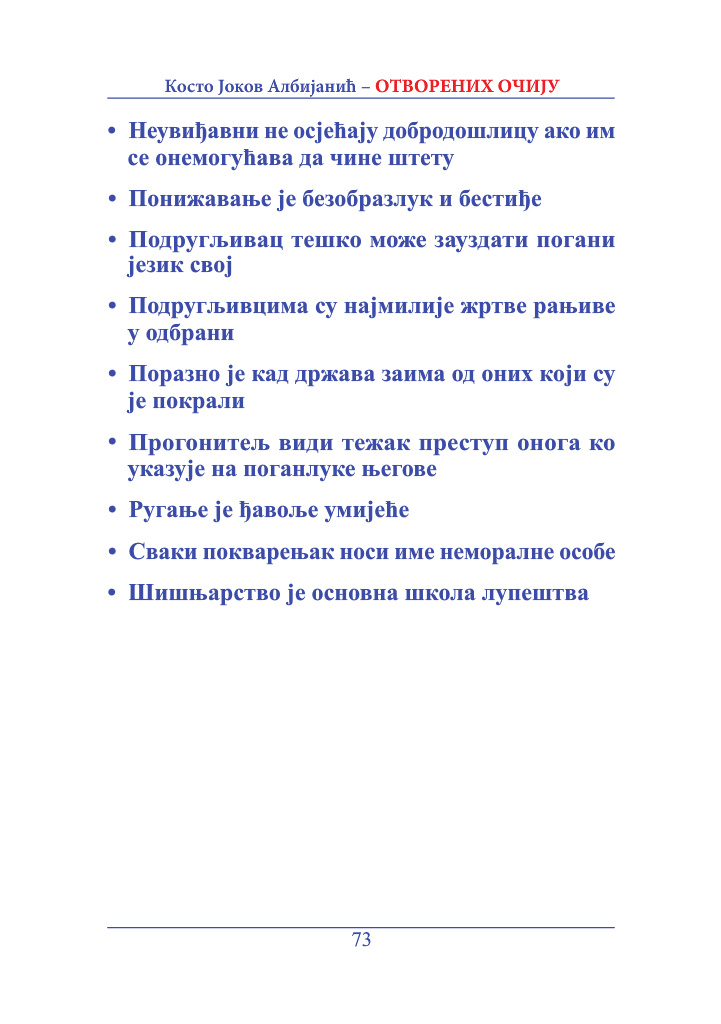 Косто Јоков Албијанић – ОТВОРЕНИХ ОЧИЈУ
• Неувиђавни не осјећају добродошлицу ако им
се онемогућава да чине штету
• Понижавање је безобразлук и бестиђе
• Подругљивац тешко може зауздати погани
језик свој
• Подругљивцима су најмилије жртве рањиве
у одбрани
• Поразно је кад држава заима од оних који су
је покрали
• Прогонитељ види тежак преступ онога ко
указује на поганлуке његове
• Ругање је ђавоље умијеће
• Сваки покварењак носи име неморалне особе
• Шишњарство је основна школа лупештва
73